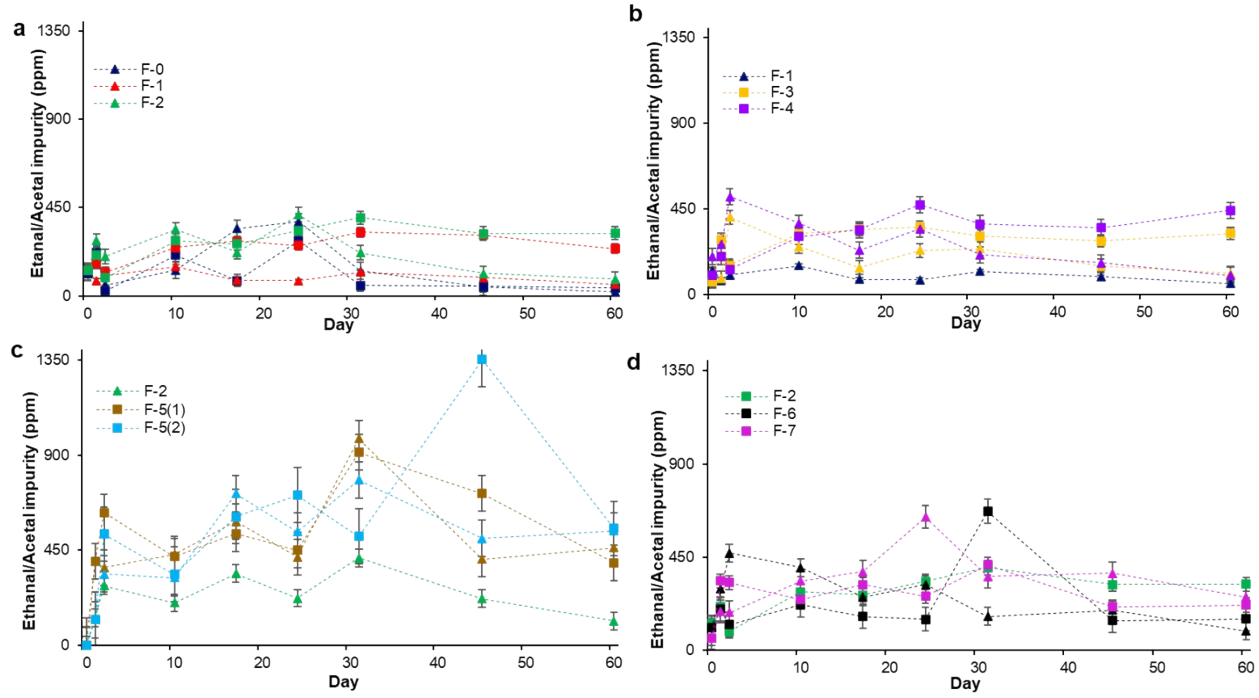 a
Etanal/Acetal impurity (ppm)
1350
900
450
0
F-0
F-1
F-2
0 10 20 30 40 50 60
Day
b
Ethanal/Acetal impurity (ppm)
1350
900
450
0
F-1
F-3
F-4
0 10 20 30 40 50 60
Day
c
Ethanal/Acetal impurity (ppm)
1350
900
450
0
F-2
F-5(1)
F-5(2)
0 10 20 30 40 50 60
Day
d
Ethanal/Acetal impurity (ppm)
1350
900
450
0
F-2
F-6
F-7
0 10 20 30 40 50 60
Day